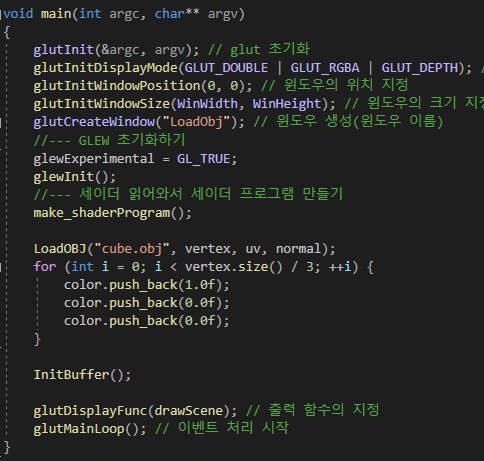 void main(int argc, char** argv)
{
glutInit(&argc, argv); // glut 초기화
glutInitDisplayMode(GLUT_DOUBLE | GLUT_RGBA | GLUT_DEPTH); /
glutInitWindowPosition(0, 0); // 윈도우의 위치 지정
glutInitWindowSize(WinWidth, WinHeight); // 윈도우의 크기 지정
glutCreateWindow("LoadObj"); // 윈도우 생성(윈도우 이름)
//--- GLEW 초기화하기
glewExperimental = GL_TRUE;
glewInit();
//--- 세이더 읽어와서 세이더 프로그램 만들기
make_shaderProgram();
LoadOBJ("cube.obj", vertex, uv, normal);
for (int i = 0; i < vertex.size() / 3; ++i) {
color.push_back(1.0f);
color.push_back(0.0f);
color.push_back(0.0f);
}
InitBuffer();
glutDisplayFunc(drawScene); // 출력 함수의 지정
glutMainLoop(); // 이벤트 처리 시작
}